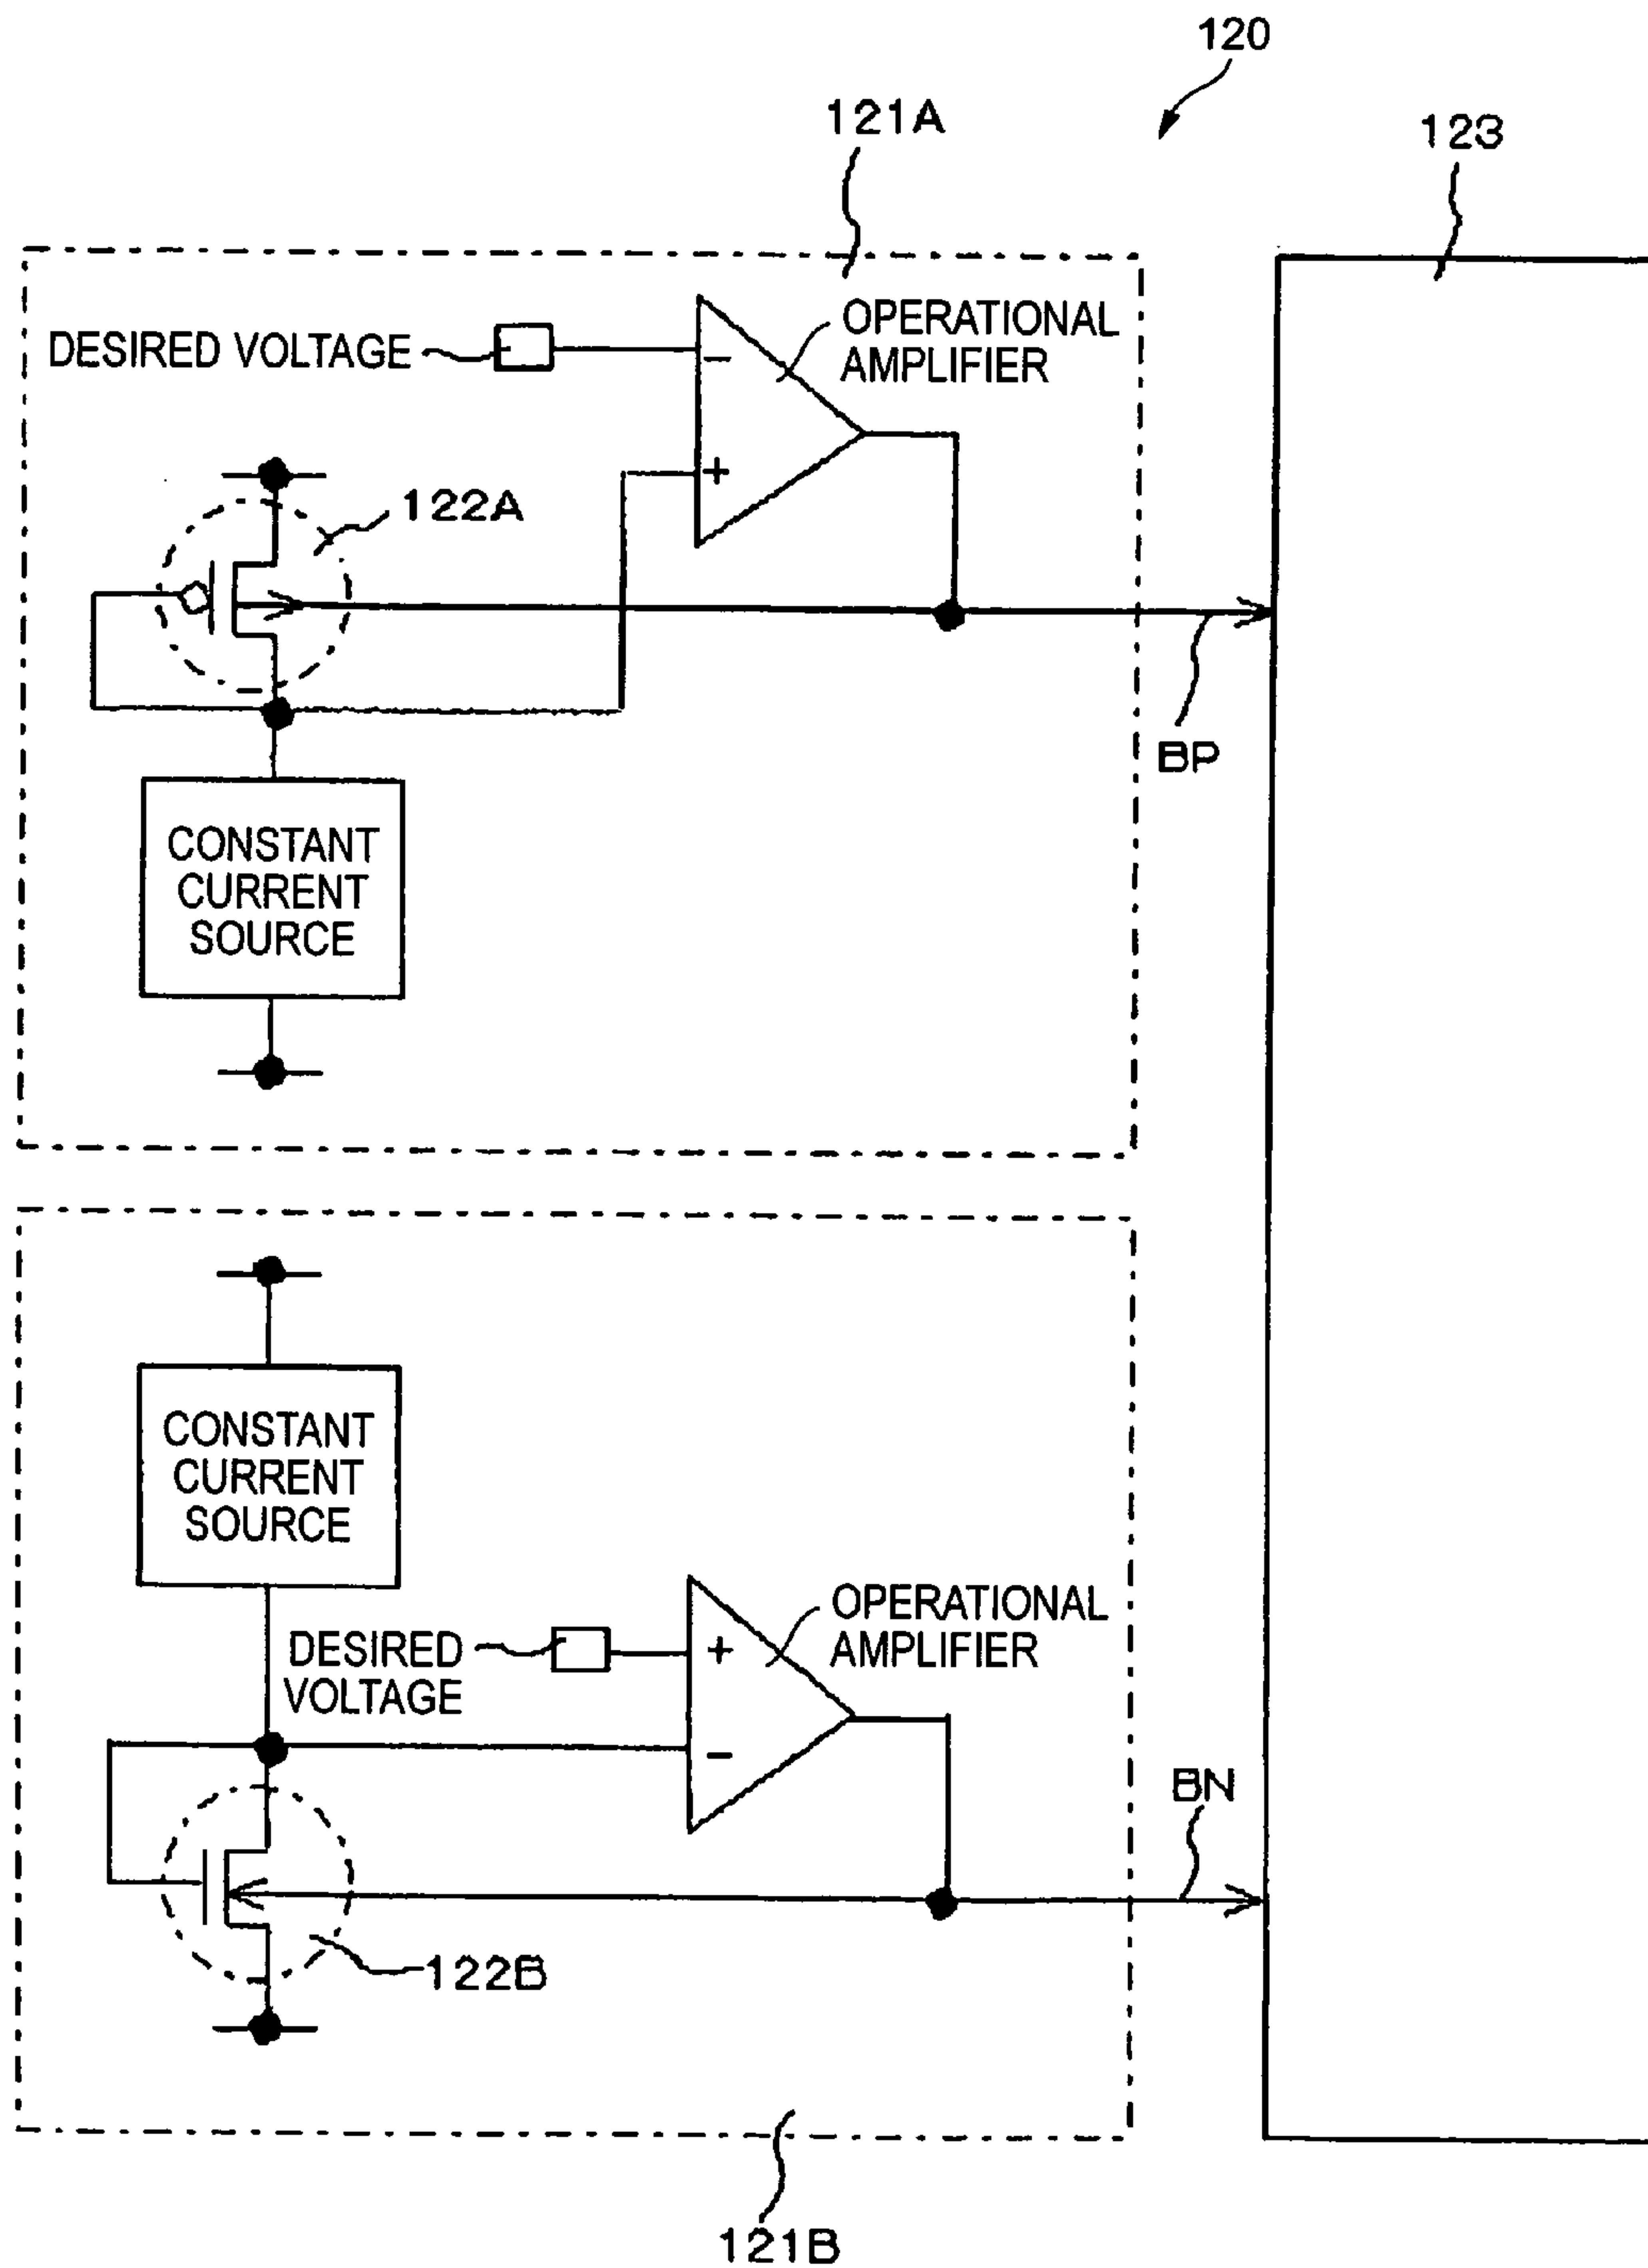 120
121A
123
OPERATIONAL
AMPLIFIER
DESIRED VOLTAGE
−
+
122A
BP
CONSTANT
CURRENT
SOURCE
CONSTANT
CURRENT
SOURCE
OPERATIONAL
AMPLIFIER
DESIRED
VOLTAGE
+
−
BN
122B
121B